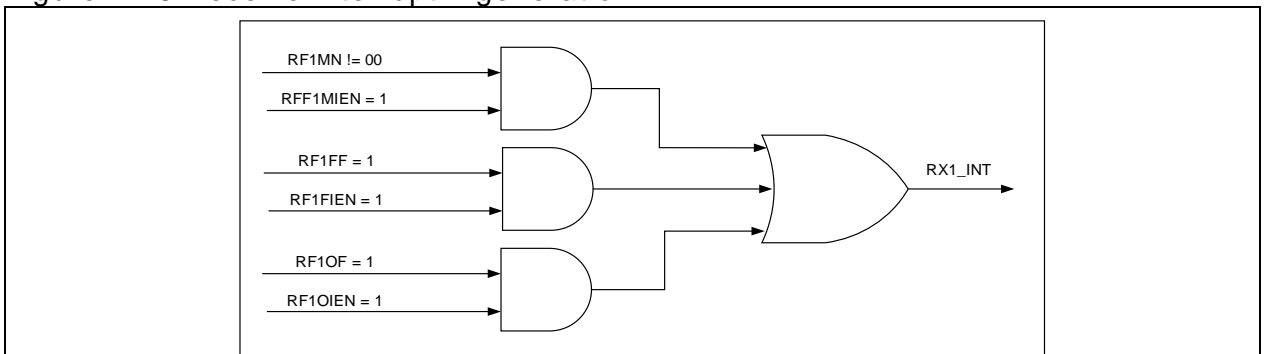 RF1MN != 00
RFF1MIEN = 1
RF1FF = 1
RX1_INT
RF1FIEN = 1
RF1OF = 1
RF1OIEN = 1